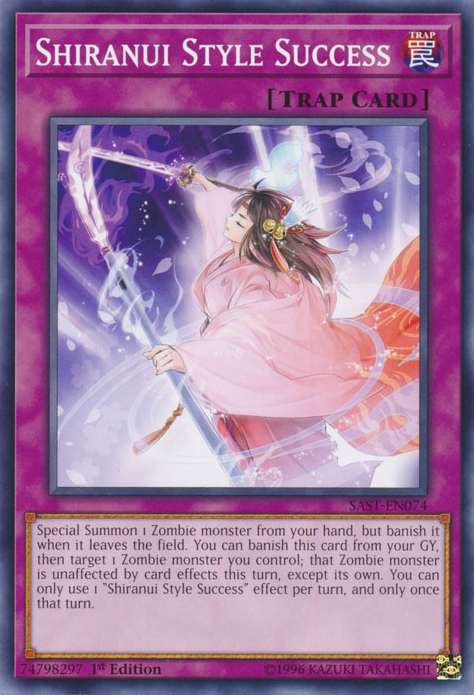 SHIRANUI STYLE SUCCESS
TRAP
罠
[TRAP CARD]
SAST-EN074
Special Summon 1 Zombie monster from your hand, but banish it
when it leaves the field. You can banish this card from your GY,
then target 1 Zombie monster you control; that Zombie monster
is unaffected by card effects this turn, except its own. You can
only use 1 "Shiranui Style Success" effect per turn, and only once
that turn.
74798297 1st Edition ©1996 KAZUKI TAKAHASHI